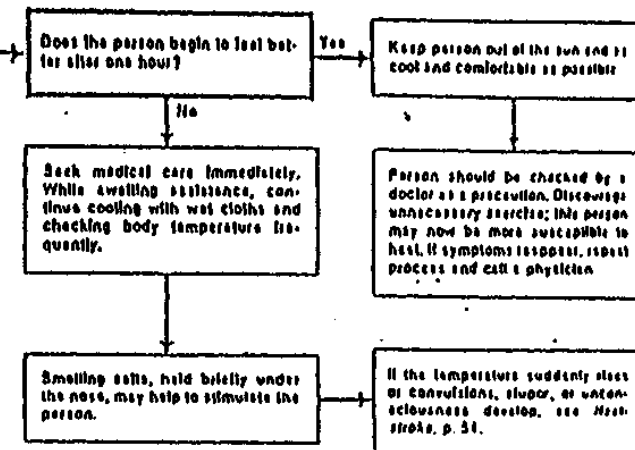 Does the person begin to feel bet-
ter after one hour?
Yes
Keep person out of the sun and as
cool and comfortable as possible
No
Seek medical care immediately.
While awaiting assistance, con-
tinue cooling with wet cloths and
checking body temperature fre-
quently.
Person should be checked by a
doctor as a precaution. Discourage
unnecessary exercise; this person
may now be more susceptible to
heat. If symptoms reappear, repeat
process and call a physician
Smelling salts, held briefly under
the nose, may help to stimulate the
person.
If the temperature suddenly rises
or convulsions, stupor, or uncon-
sciousness develop, see Heat-
stroke, p. 51.